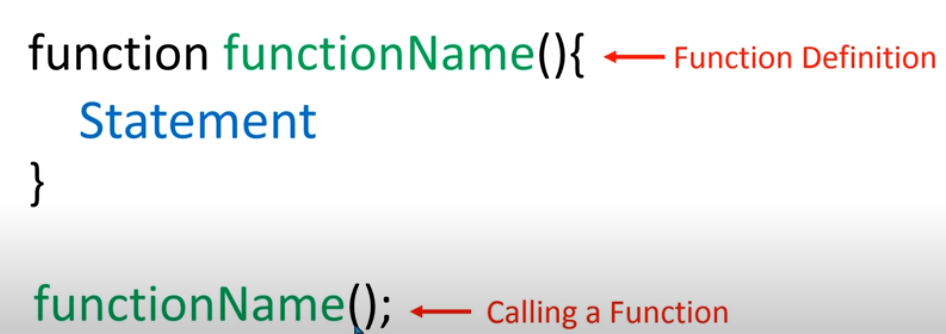 function functionName(){ ← Function Definition
Statement
}
functionName(); ← Calling a Function